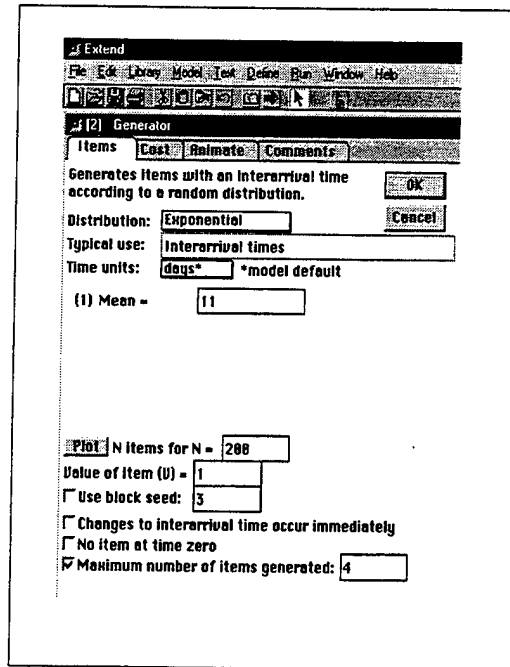 Extend
File Edit Library Model Text Define Run Window Help
[2] Generator
Items Cost Animate Comments
Generates items with an interarrival time
according to a random distribution.
OK
Cancel
Distribution: Exponential
Typical use: Interarrival times
Time units: days* *model default
(1) Mean = 11
Plot N items for N = 200
Value of item (V) = 1
Use block seed: 3
Changes to interarrival time occur immediately
No item at time zero
Maximum number of items generated: 4